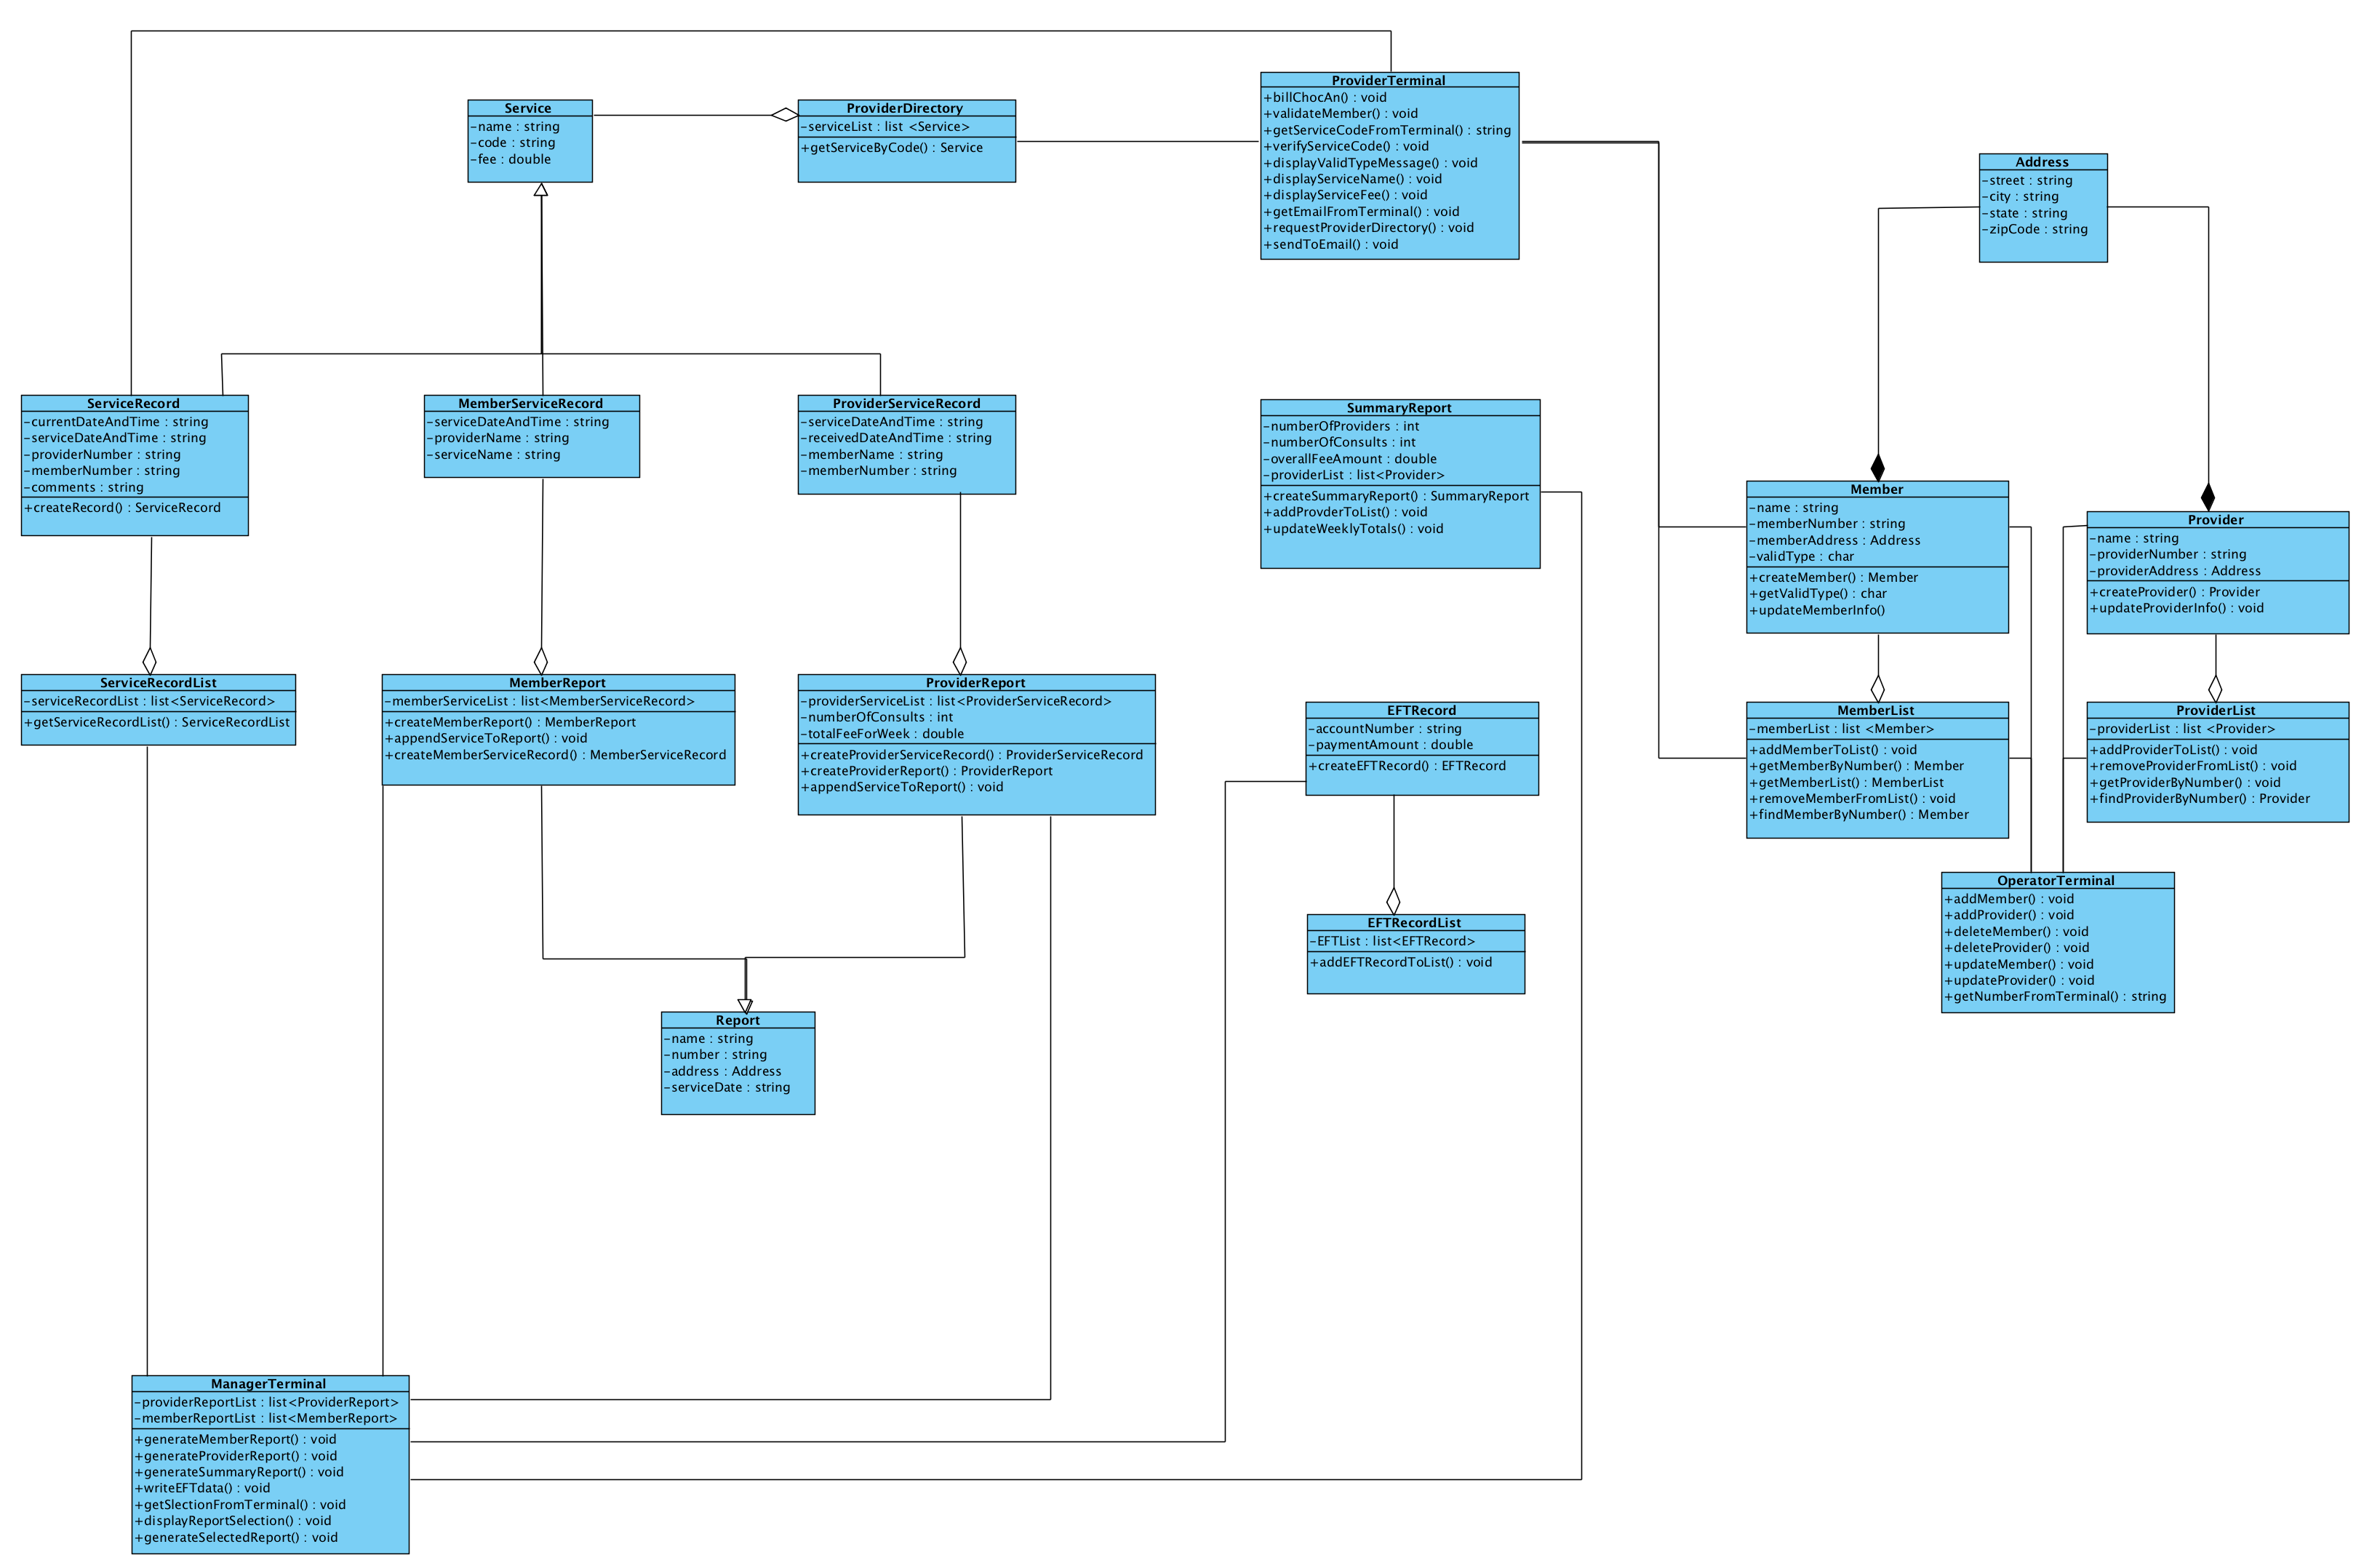 ProviderTerminal
+billChocAn() : void
+validateMember() : void
+getServiceCodeFromTerminal() : string
+verifyServiceCode() : void
+displayValidTypeMessage() : void
+displayServiceName() : void
+displayServiceFee() : void
+getEmailFromTerminal() : void
+requestProviderDirectory() : void
+sendToEmail() : void
Service
-name : string
-code : string
-fee : double
ProviderDirectory
-serviceList : list <Service>
+getServiceByCode() : Service
Address
-street : string
-city : string
-state : string
-zipCode : string
ServiceRecord
-currentDateAndTime : string
-serviceDateAndTime : string
-providerNumber : string
-memberNumber : string
-comments : string
+createRecord() : ServiceRecord
MemberServiceRecord
-serviceDateAndTime : string
-providerName : string
-serviceName : string
ProviderServiceRecord
-serviceDateAndTime : string
-receivedDateAndTime : string
-memberName : string
-memberNumber : string
SummaryReport
-numberOfProviders : int
-numberOfConsults : int
-overallFeeAmount : double
-providerList : list<Provider>
+createSummaryReport() : SummaryReport
+addProvderToList() : void
+updateWeeklyTotals() : void
Member
-name : string
-memberNumber : string
-memberAddress : Address
-validType : char
+createMember() : Member
+getValidType() : char
+updateMemberInfo()
Provider
-name : string
-providerNumber : string
-providerAddress : Address
+createProvider() : Provider
+updateProviderInfo() : void
ServiceRecordList
-serviceRecordList : list<ServiceRecord>
+getServiceRecordList() : ServiceRecordList
MemberReport
-memberServiceList : list<MemberServiceRecord>
+createMemberReport() : MemberReport
+appendServiceToReport() : void
+createMemberServiceRecord() : MemberServiceRecord
ProviderReport
-providerServiceList : list<ProviderServiceRecord>
-numberOfConsults : int
-totalFeeForWeek : double
+createProviderServiceRecord() : ProviderServiceRecord
+createProviderReport() : ProviderReport
+appendServiceToReport() : void
EFTRecord
-accountNumber : string
-paymentAmount : double
+createEFTRecord() : EFTRecord
MemberList
-memberList : list <Member>
+addMemberToList() : void
+getMemberByNumber() : Member
+getMemberList() : MemberList
+removeMemberFromList() : void
+findMemberByNumber() : Member
ProviderList
-providerList : list <Provider>
+addProviderToList() : void
+removeProviderFromList() : void
+getProviderByNumber() : void
+findProviderByNumber() : Provider
OperatorTerminal
+addMember() : void
+addProvider() : void
+deleteMember() : void
+deleteProvider() : void
+updateMember() : void
+updateProvider() : void
+getNumberFromTerminal() : string
EFTRecordList
-EFTList : list<EFTRecord>
+addEFTRecordToList() : void
Report
-name : string
-number : string
-address : Address
-serviceDate : string
ManagerTerminal
-providerReportList : list<ProviderReport>
-memberReportList : list<MemberReport>
+generateMemberReport() : void
+generateProviderReport() : void
+generateSummaryReport() : void
+writeEFTdata() : void
+getSlectionFromTerminal() : void
+displayReportSelection() : void
+generateSelectedReport() : void